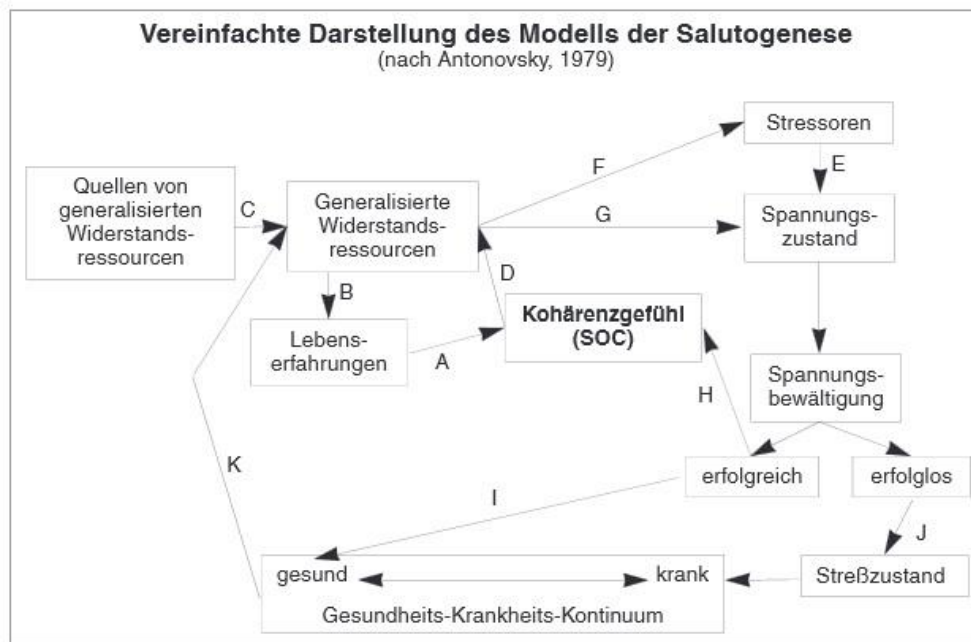 Vereinfachte Darstellung des Modells der Salutogenese
(nach Antonovsky, 1979)
Stressoren
F
E
Quellen von
generalisierten
Widerstands-
ressourcen
C
Generalisierte
Widerstands-
ressourcen
G
Spannungs-
zustand
D
B
Kohärenzgefühl
(SOC)
Lebens-
erfahrungen
A
Spannungs-
bewältigung
H
K
erfolgreich
erfolglos
I
J
gesund
krank
Streßzustand
Gesundheits-Krankheits-Kontinuum